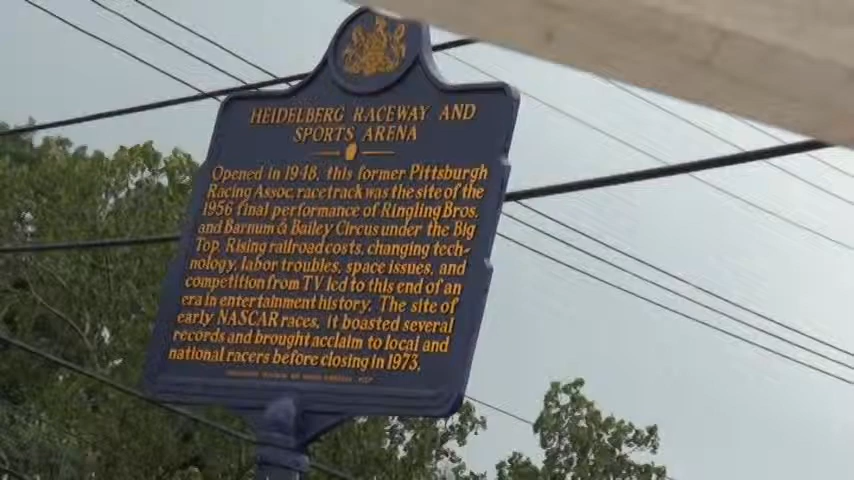 HEIDELBERG RACEWAY AND
SPORTS ARENA
Opened in 1948, this former Pittsburgh
Racing Assoc. racetrack was the site of the
1956 final performance of Ringling Bros.
and Barnum & Bailey Circus under the Big
Top. Rising railroad costs, changing tech-
nology, labor troubles, space issues, and
competition from TV led to this end of an
era in entertainment history. The site of
early NASCAR races, it boasted several
records and brought acclaim to local and
national racers before closing in 1973.